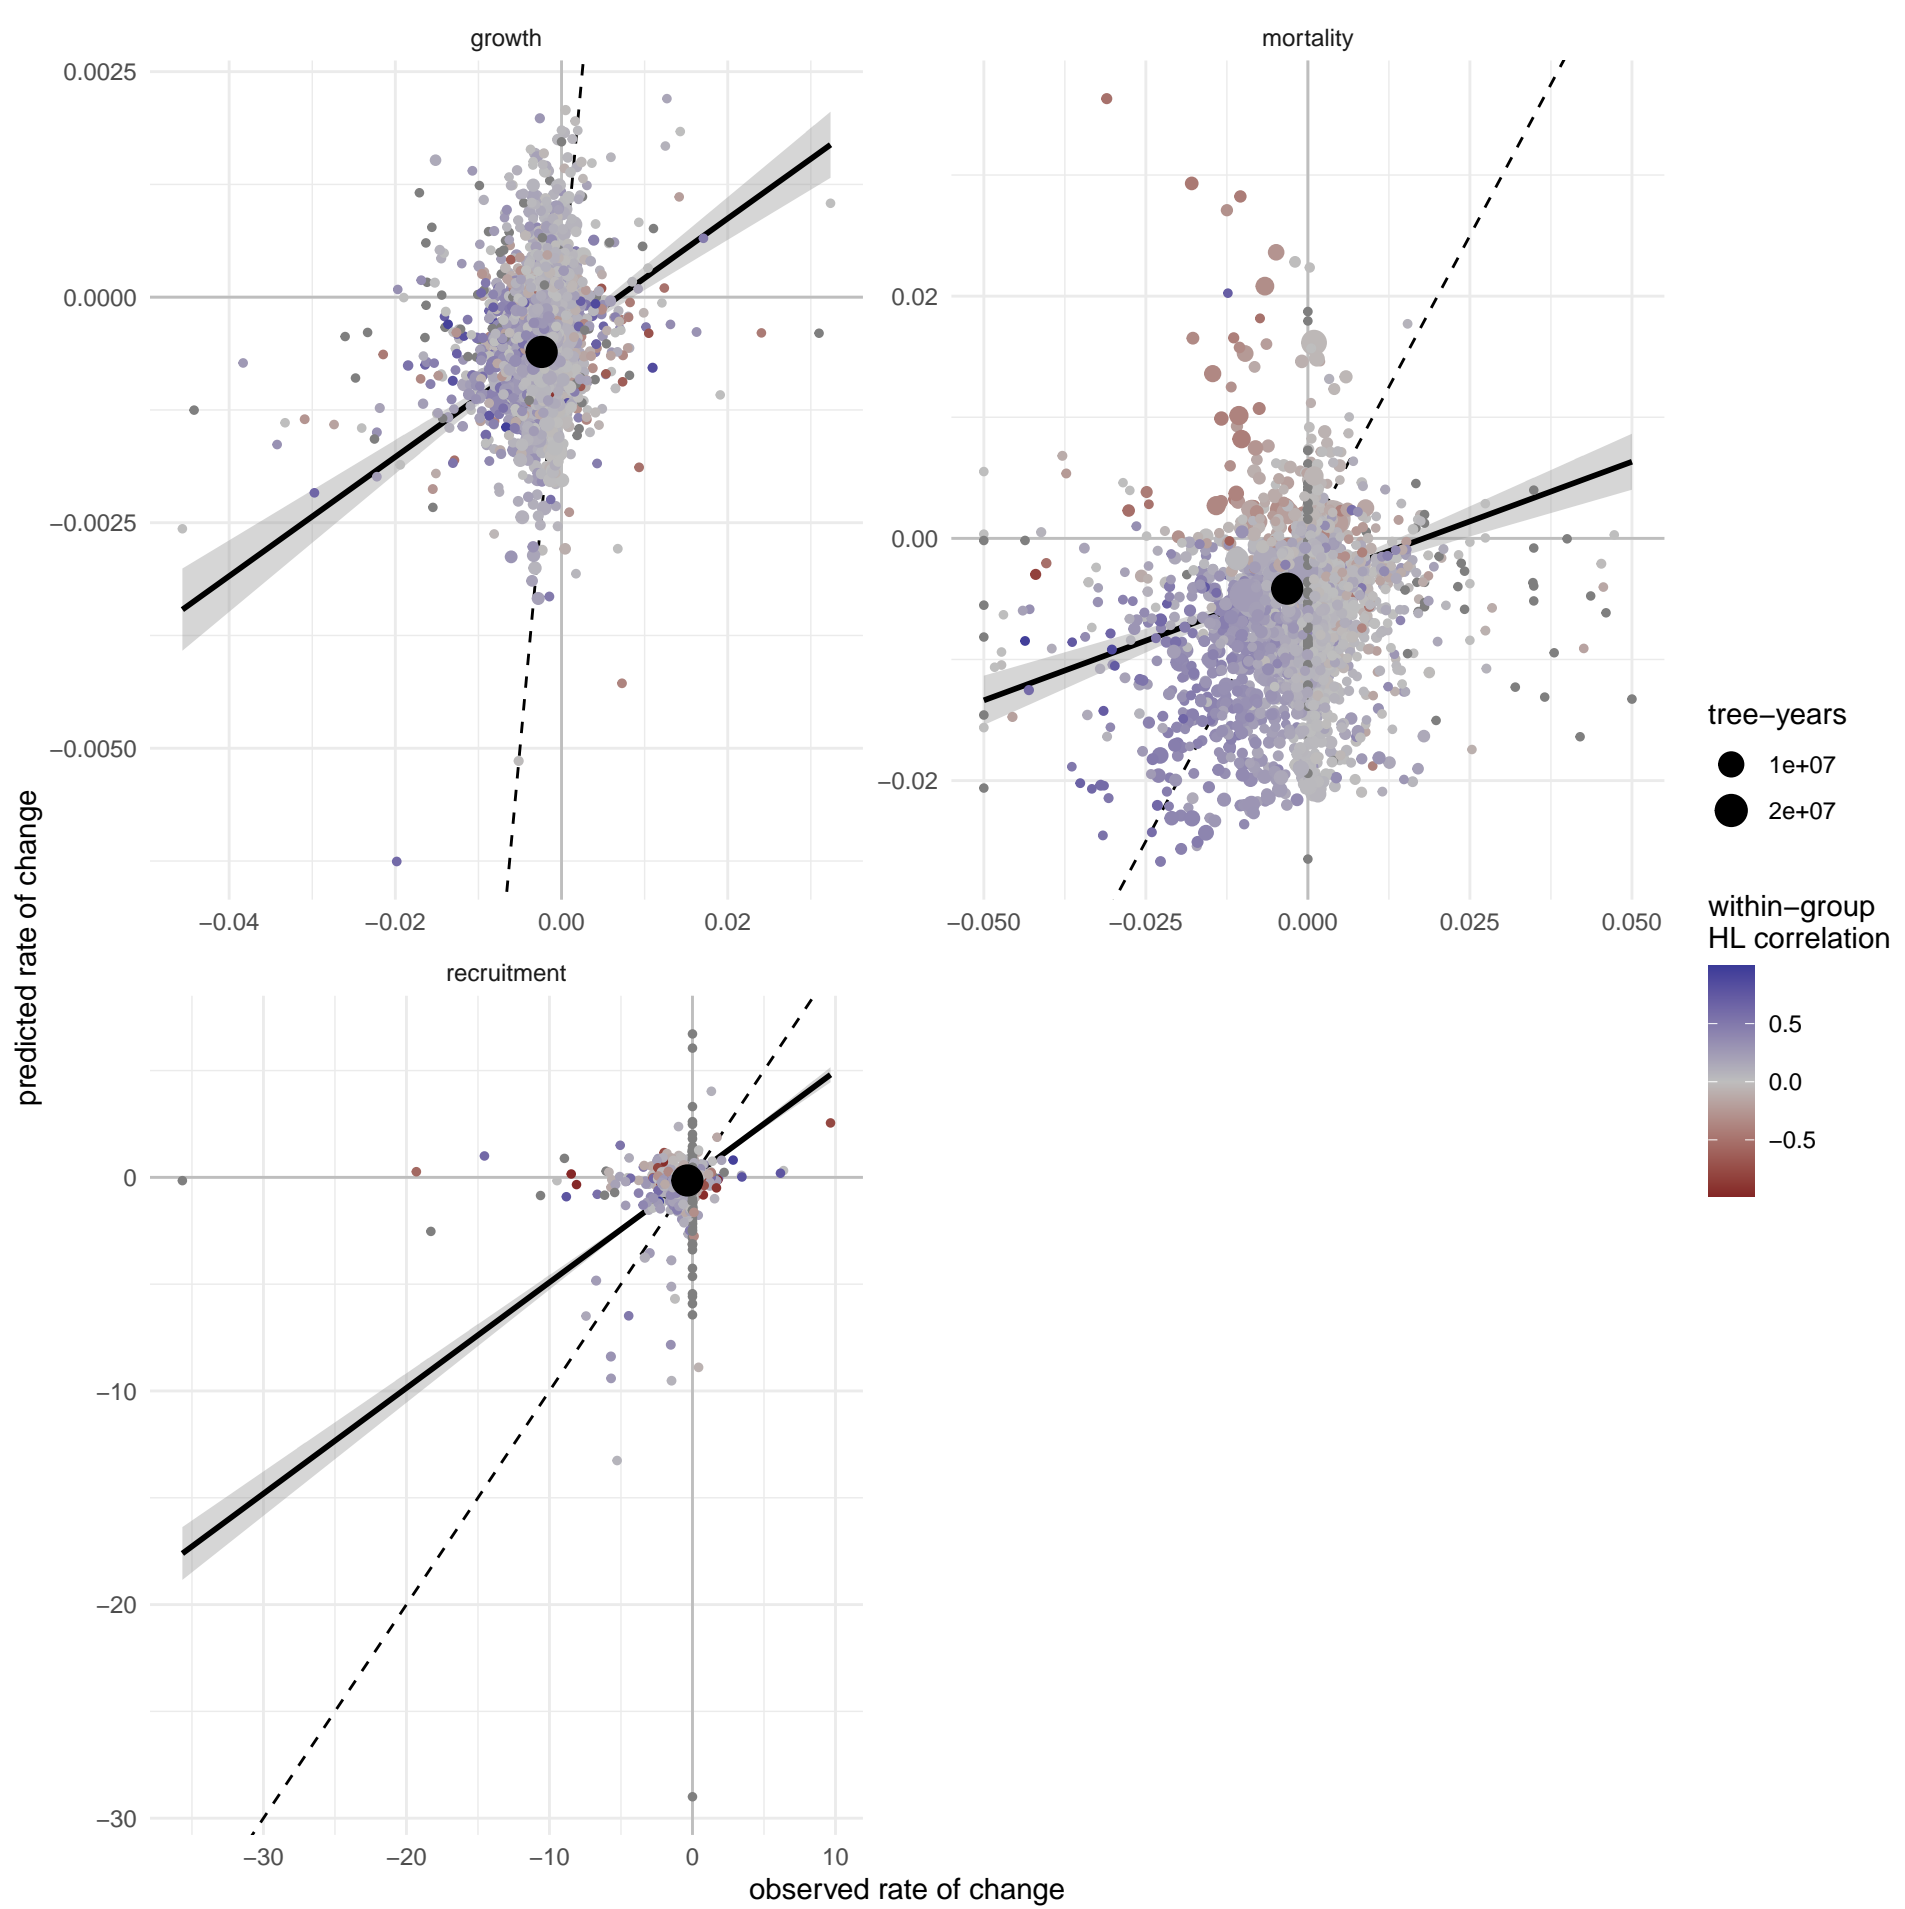 growth
mortality
0.0025
0.0000
−0.0025
−0.0050
−0.04
−0.02
0.00
0.02
0.02
0.00
−0.02
−0.050
−0.025
0.000
0.025
0.050
recruitment
0
−10
−20
−30
−30
−20
−10
0
10
observed rate of change
predicted rate of change
tree−years
1e+07
2e+07
within−group
HL correlation
0.5
0.0
−0.5